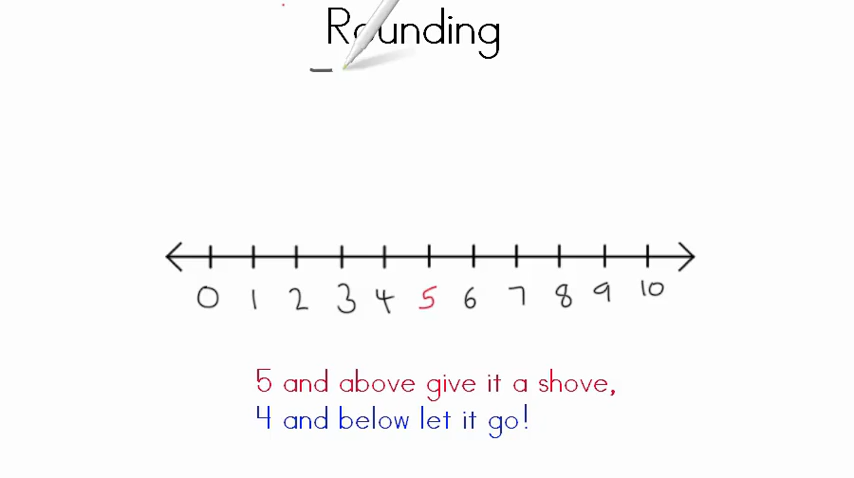 Rounding
0 1 2 3 4 5 6 7 8 9 10
5 and above give it a shove,
4 and below let it go!